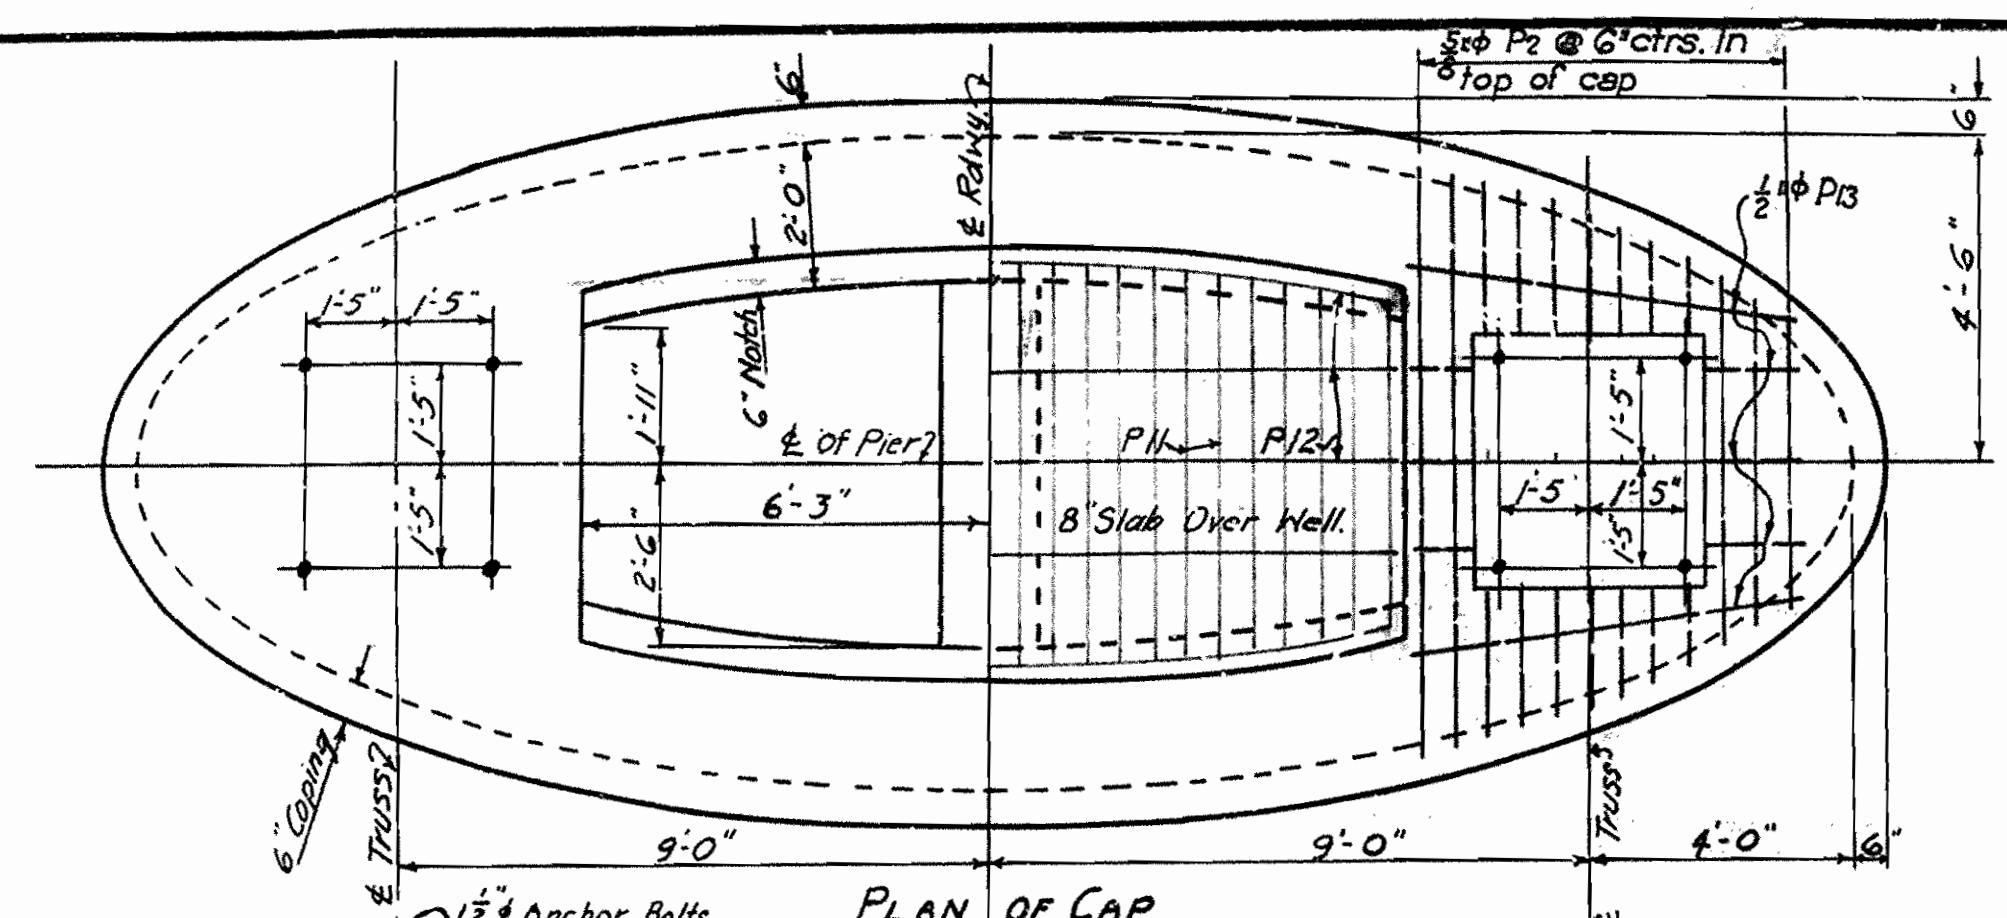 5/8"ϕ P2 @ 6"ctrs. in
top of cap
6"
6"
℄ Rdwy.
1/2"ϕ P13
2'-0"
4'-6"
1'-5" 1'-5"
6" Notch
1'-11"
1'-5"
1'-5"
℄ of Pier
P11
P12
1'-5"
1'-5"
6'-3"
1'-5 1'-5"
8" Slab Over Well.
2'-6"
1'-5"
6" Coping
℄ Truss
Truss
9'-0"
9'-0"
4'-0"
6"
1 1/2"ϕ Anchor Bolts
PLAN OF CAP